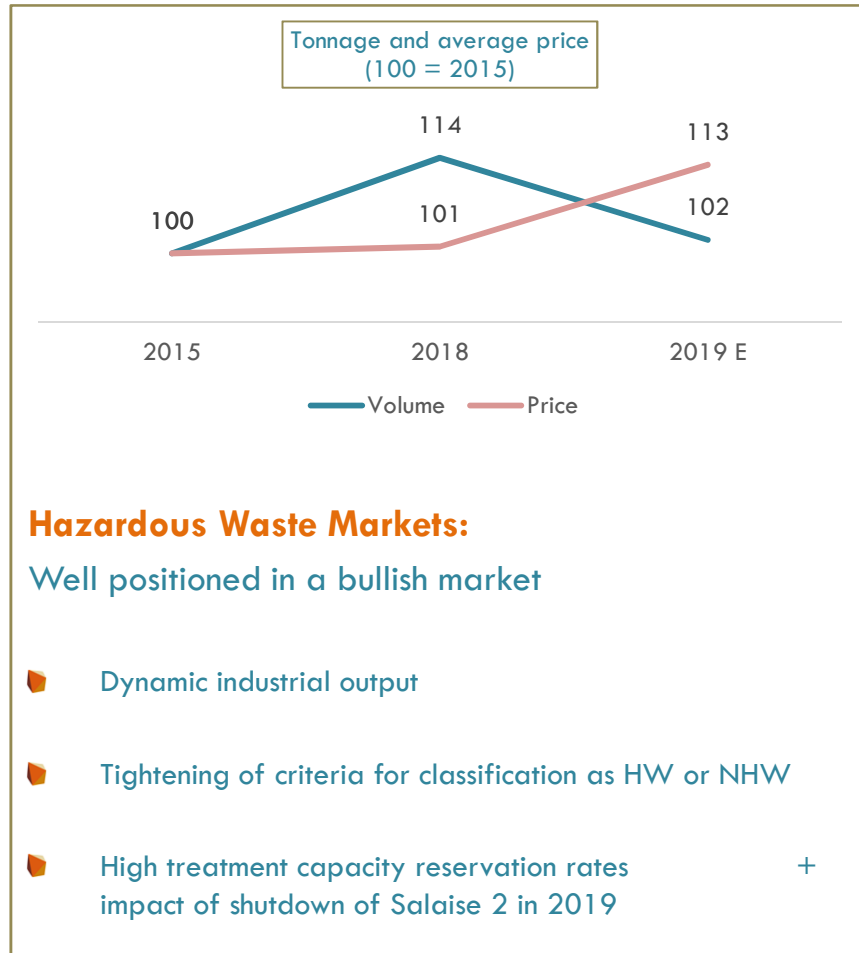 Tonnage and average price
(100 = 2015)
114
113
100
101
102
2015 2018 2019 E
Volume Price
Hazardous Waste Markets:
Well positioned in a bullish market
Dynamic industrial output
Tightening of criteria for classification as HW or NHW
High treatment capacity reservation rates +
impact of shutdown of Salaise 2 in 2019